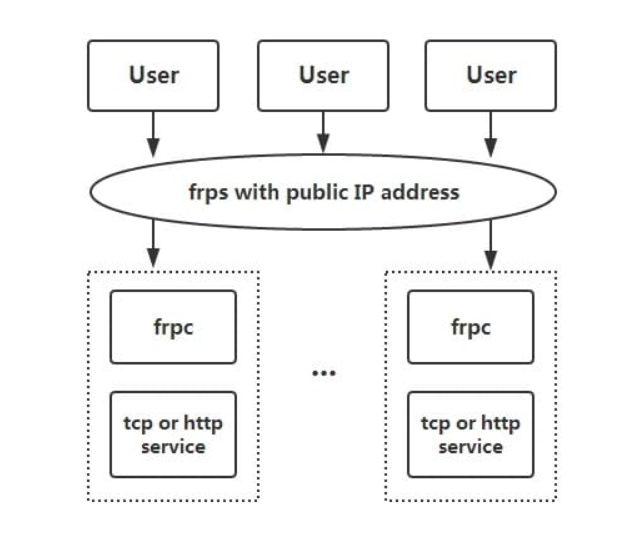 User
User
User
frps with public IP address
frpc
frpc
...
tcp or http
service
tcp or http
service